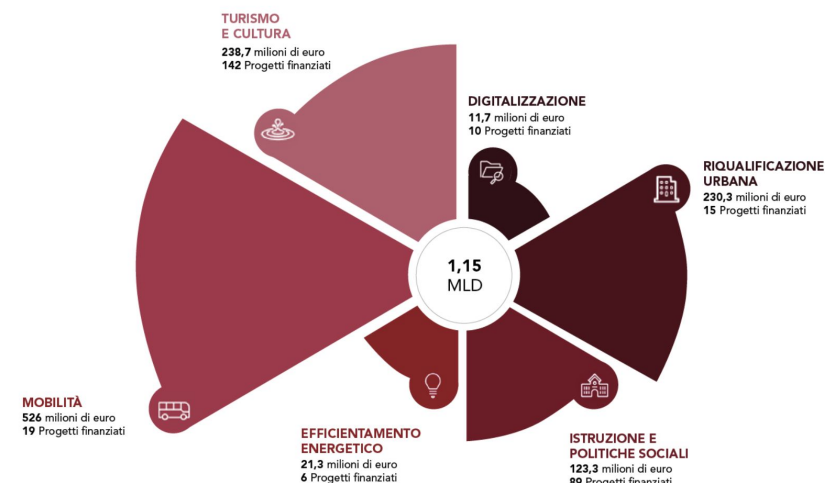 TURISMO
E CULTURA
238,7 milioni di euro
142 Progetti finanziati
DIGITALIZZAZIONE
11,7 milioni di euro
10 Progetti finanziati
RIQUALIFICAZIONE
URBANA
230,3 milioni di euro
15 Progetti finanziati
1,15
MLD
MOBILITÀ
526 milioni di euro
19 Progetti finanziati
EFFICIENTAMENTO
ENERGETICO
21,3 milioni di euro
6 Progetti finanziati
ISTRUZIONE E
POLITICHE SOCIALI
123,3 milioni di euro
89 Progetti finanziati